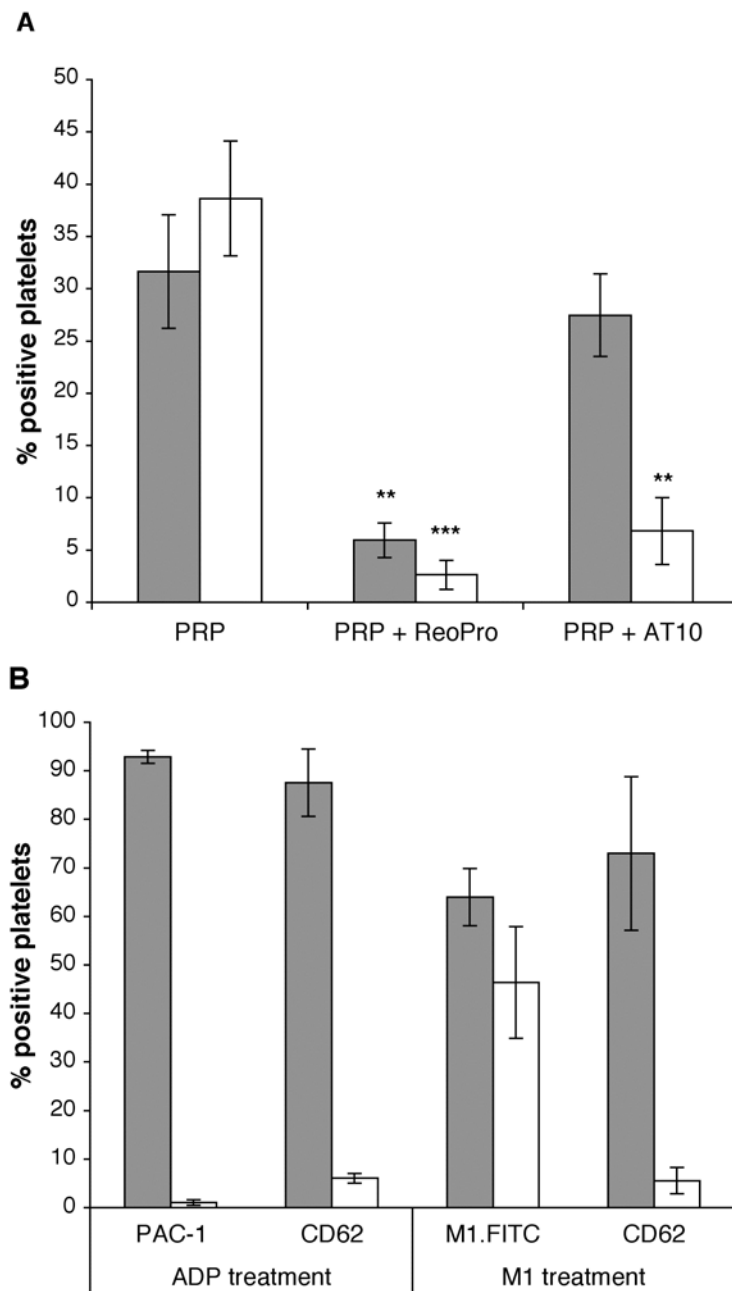 A
50
45
40
35
30
25
20
15
10
5
0
% positive platelets
** *** **
PRP PRP + ReoPro PRP + AT10
B
100
90
80
70
60
50
40
30
20
10
0
% positive platelets
PAC-1 CD62 M1.FITC CD62
ADP treatment M1 treatment